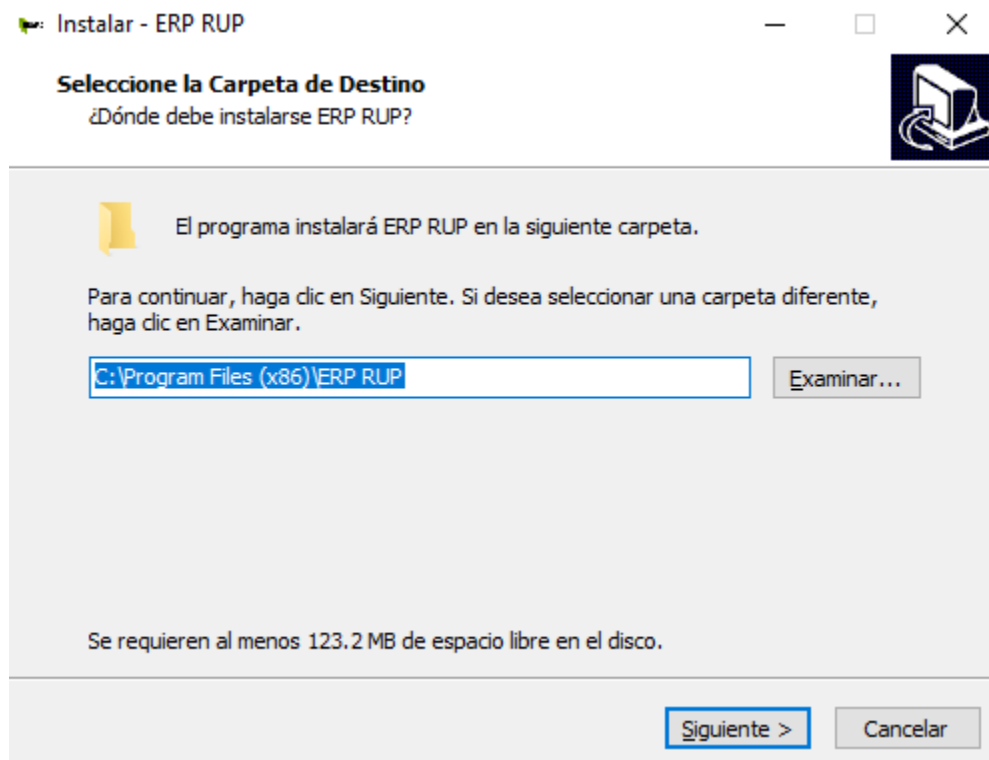 Instalar - ERP RUP
Seleccione la Carpeta de Destino
¿Dónde debe instalarse ERP RUP?
El programa instalará ERP RUP en la siguiente carpeta.
Para continuar, haga clic en Siguiente. Si desea seleccionar una carpeta diferente,
haga clic en Examinar.
C:\Program Files (x86)\ERP RUP
Examinar...
Se requieren al menos 123.2 MB de espacio libre en el disco.
Siguiente >
Cancelar